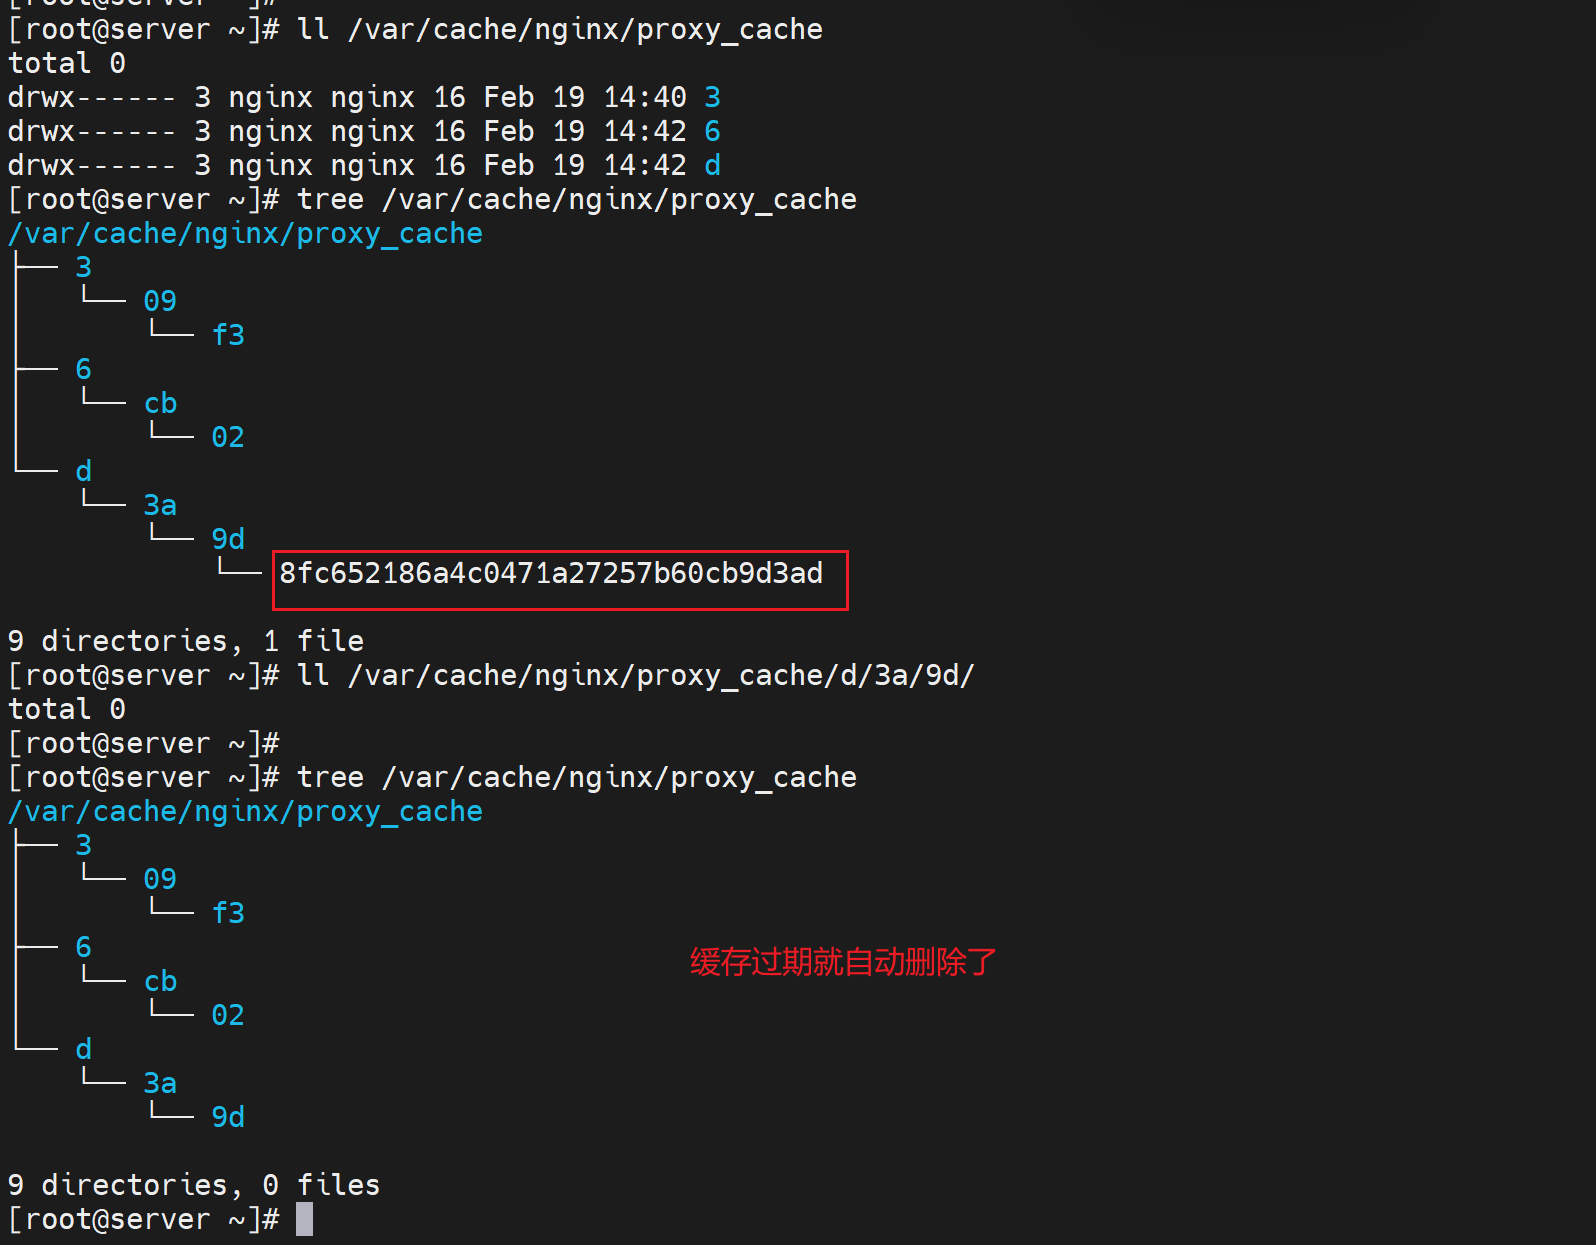 [root@server ~]#
[root@server ~]# ll /var/cache/nginx/proxy_cache
total 0
drwx------ 3 nginx nginx 16 Feb 19 14:40 3
drwx------ 3 nginx nginx 16 Feb 19 14:42 6
drwx------ 3 nginx nginx 16 Feb 19 14:42 d
[root@server ~]# tree /var/cache/nginx/proxy_cache
/var/cache/nginx/proxy_cache
├── 3
│   └── 09
│       └── f3
├── 6
│   └── cb
│       └── 02
└── d
    └── 3a
        └── 9d
            └── 8fc652186a4c0471a27257b60cb9d3ad
9 directories, 1 file
[root@server ~]# ll /var/cache/nginx/proxy_cache/d/3a/9d/
total 0
[root@server ~]#
[root@server ~]# tree /var/cache/nginx/proxy_cache
/var/cache/nginx/proxy_cache
├── 3
│   └── 09
│       └── f3
├── 6
│   └── cb
│       └── 02
└── d
    └── 3a
        └── 9d
缓存过期就自动删除了
9 directories, 0 files
[root@server ~]#